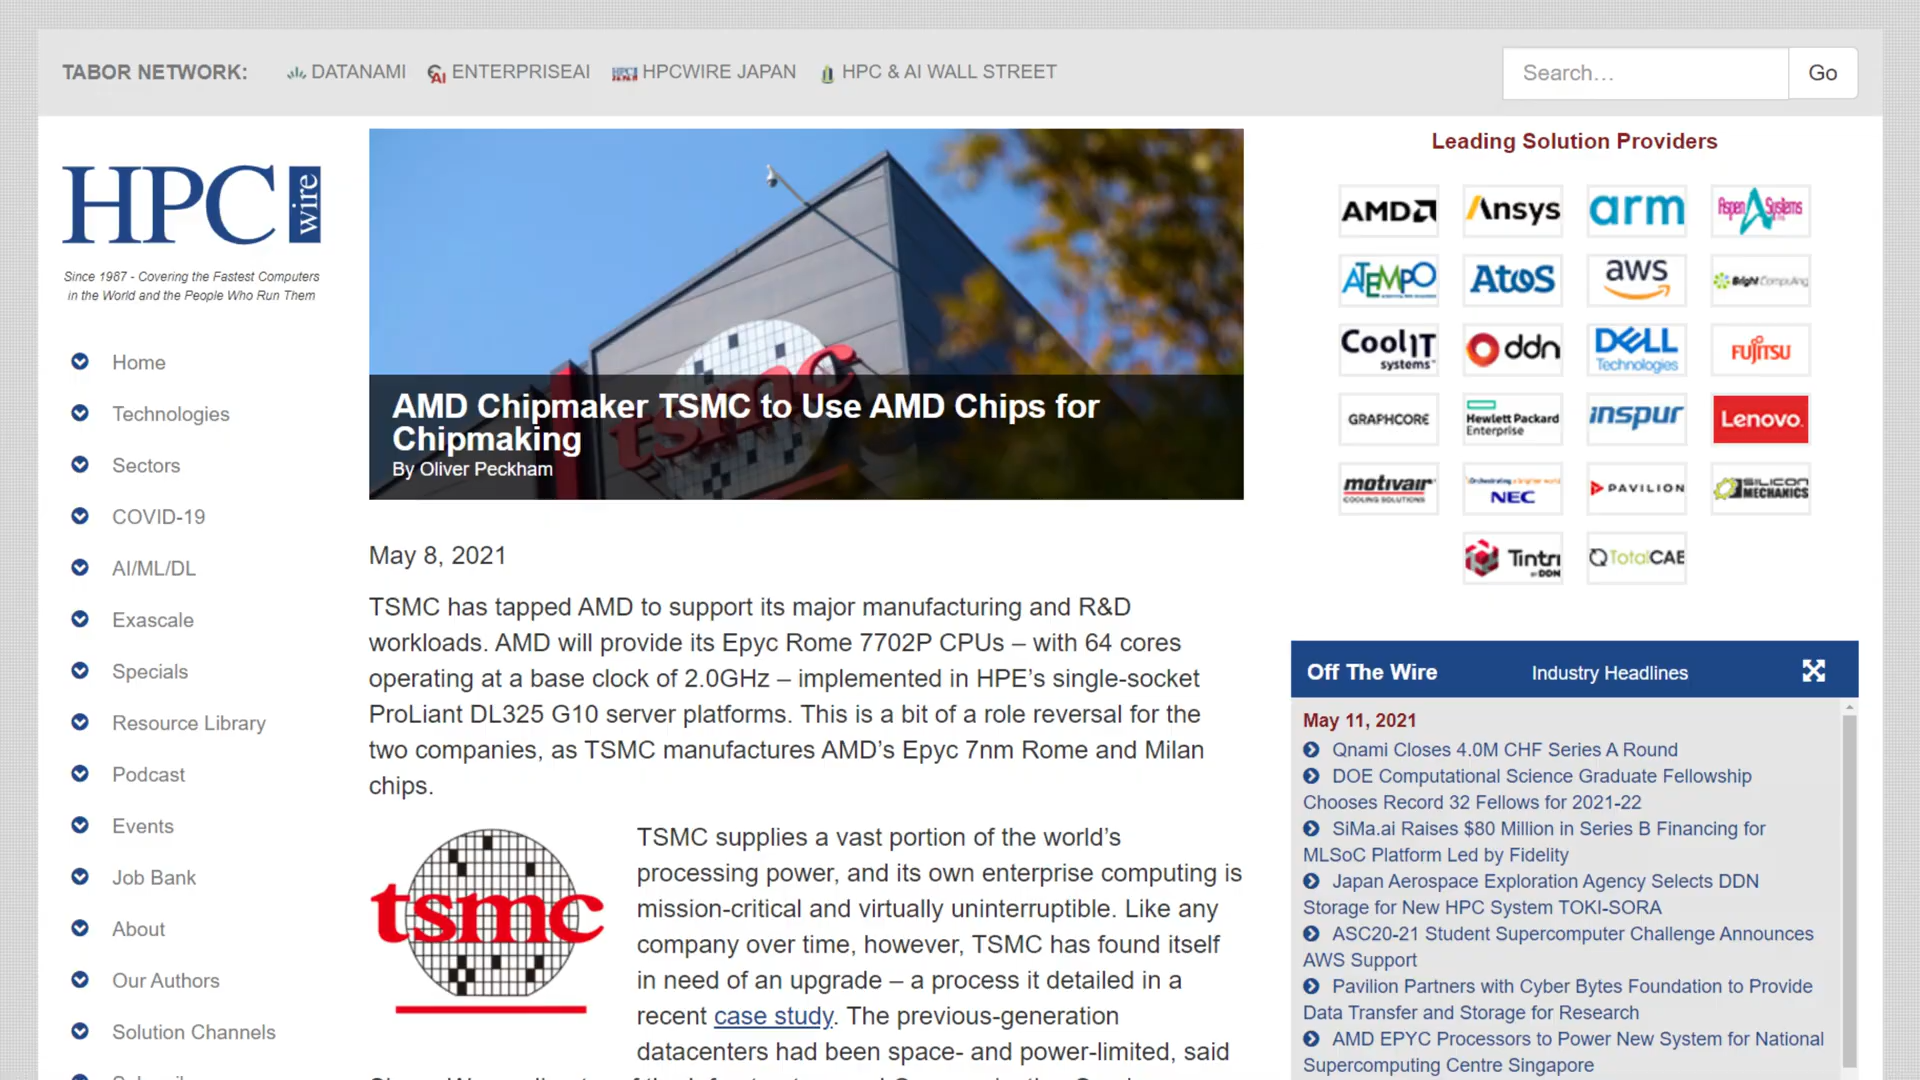 TABOR NETWORK: DATANAMI ENTERPRISEAI HPCWIRE JAPAN HPC & AI WALL STREET
Search...
Go
HPC wire
Since 1987 - Covering the Fastest Computers
in the World and the People Who Run Them
Home
Technologies
Sectors
COVID-19
AI/ML/DL
Exascale
Specials
Resource Library
Podcast
Events
Job Bank
About
Our Authors
Solution Channels
tsmc
AMD Chipmaker TSMC to Use AMD Chips for
Chipmaking
By Oliver Peckham
May 8, 2021
TSMC has tapped AMD to support its major manufacturing and R&D
workloads. AMD will provide its Epyc Rome 7702P CPUs – with 64 cores
operating at a base clock of 2.0GHz – implemented in HPE’s single-socket
ProLiant DL325 G10 server platforms. This is a bit of a role reversal for the
two companies, as TSMC manufactures AMD’s Epyc 7nm Rome and Milan
chips.
tsmc
TSMC supplies a vast portion of the world’s
processing power, and its own enterprise computing is
mission-critical and virtually uninterruptible. Like any
company over time, however, TSMC has found itself
in need of an upgrade – a process it detailed in a
recent case study. The previous-generation
datacenters had been space- and power-limited, said
Leading Solution Providers
AMD Ansys arm Aspen Systems
ATEMPO Atos aws Bright Computing
CoolIT systems ddn DELL Technologies FUJITSU
GRAPHCORE Hewlett Packard Enterprise inspur Lenovo
motivair COOLING SOLUTIONS Orchestrating a brighter world NEC PAVILION SILICON MECHANICS
Tintri BY DDN TotalCAE
Off The Wire
Industry Headlines
May 11, 2021
Qnami Closes 4.0M CHF Series A Round
DOE Computational Science Graduate Fellowship
Chooses Record 32 Fellows for 2021-22
SiMa.ai Raises $80 Million in Series B Financing for
MLSoC Platform Led by Fidelity
Japan Aerospace Exploration Agency Selects DDN
Storage for New HPC System TOKI-SORA
ASC20-21 Student Supercomputer Challenge Announces
AWS Support
Pavilion Partners with Cyber Bytes Foundation to Provide
Data Transfer and Storage for Research
AMD EPYC Processors to Power New System for National
Supercomputing Centre Singapore